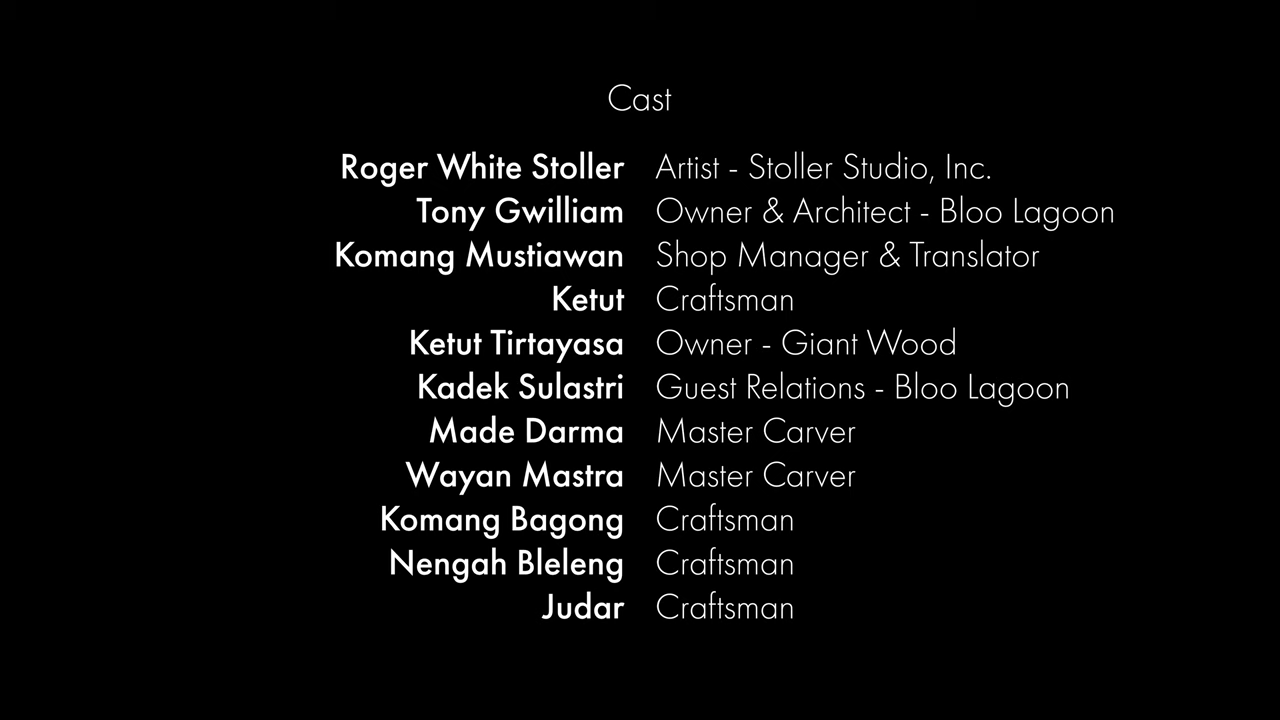 Cast
Roger White Stoller Artist - Stoller Studio, Inc.
Tony Gwilliam Owner & Architect - Bloo Lagoon
Komang Mustiawan Shop Manager & Translator
Ketut Craftsman
Ketut Tirtayasa Owner - Giant Wood
Kadek Sulastri Guest Relations - Bloo Lagoon
Made Darma Master Carver
Wayan Mastra Master Carver
Komang Bagong Craftsman
Nengah Bleleng Craftsman
Judar Craftsman